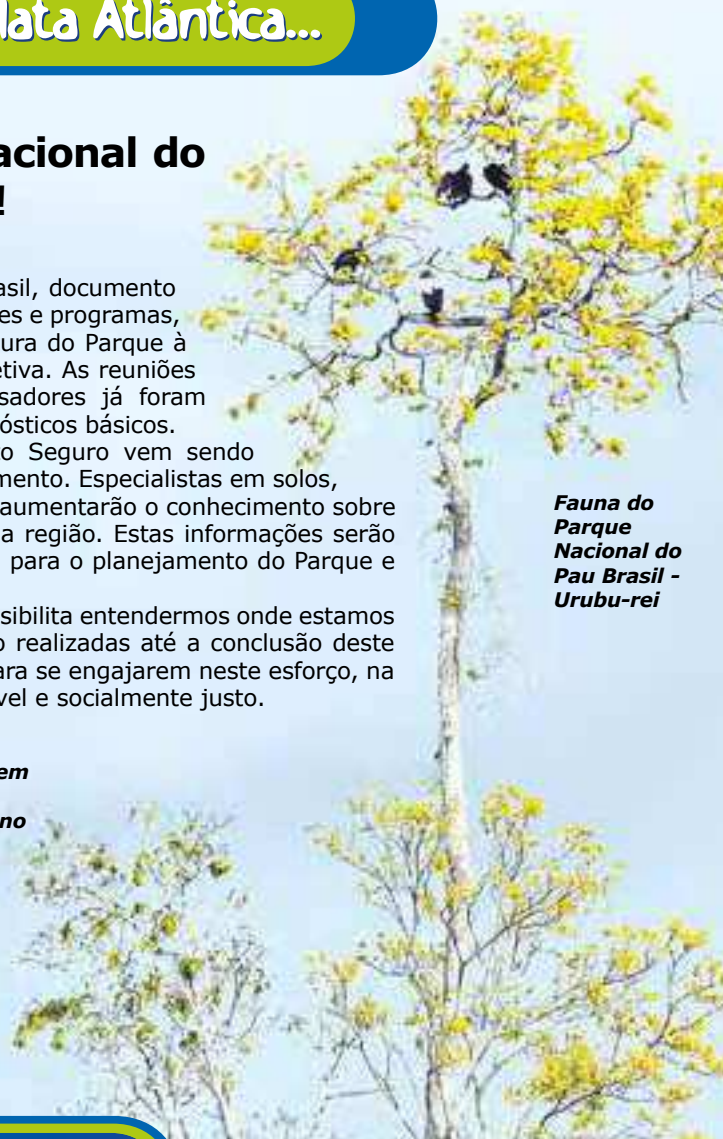 lata Atlântica...
acional do
!
asil, documento
es e programas,
ura do Parque à
etiva. As reuniões
sadores já foram
ósticos básicos.
o Seguro vem sendo
mento. Especialistas em solos,
aumentarão o conhecimento sobre
a região. Estas informações serão
para o planejamento do Parque e
sibilita entendermos onde estamos
o realizadas até a conclusão deste
ara se engajarem neste esforço, na
vel e socialmente justo.
Fauna do
Parque
Nacional do
Pau Brasil -
Urubu-rei
em
no